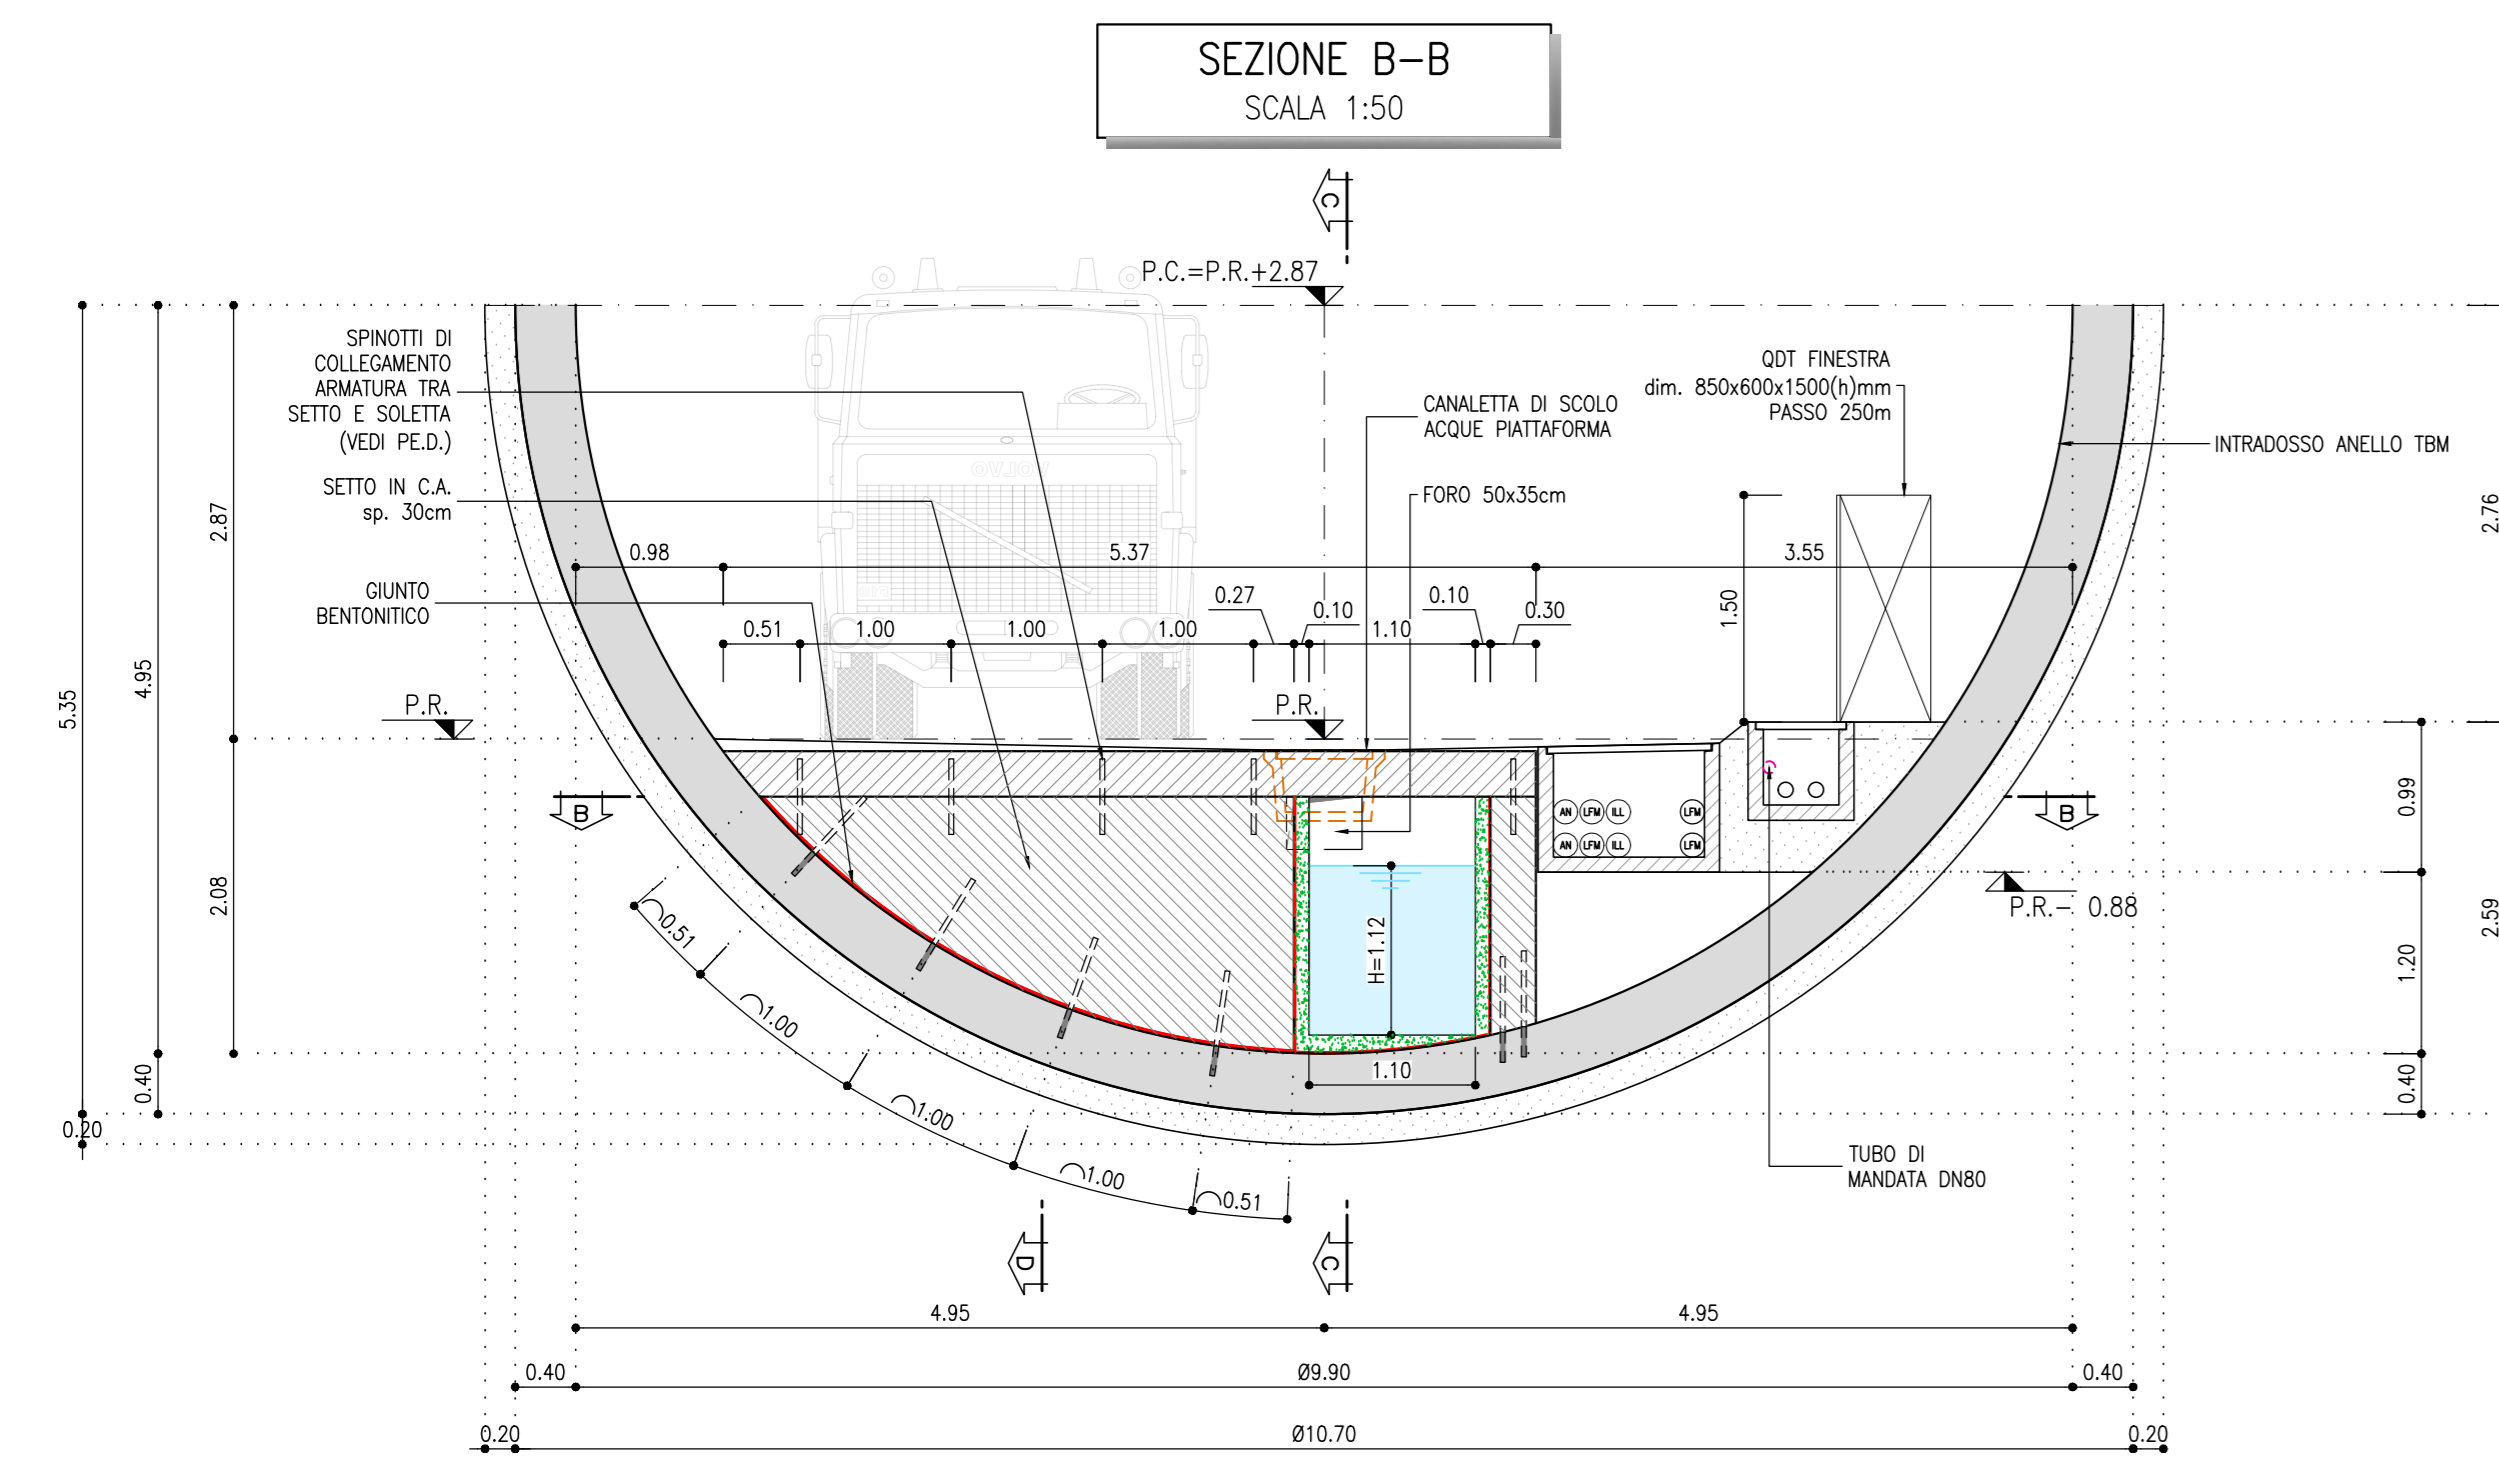 SEZIONE B-B
SCALA 1:50
C
P.C.=P.R.+2.87
SPINOTTI DI
COLLEGAMENTO
ARMATURA TRA
SETTO E SOLETTA
(VEDI PE.D.)
SETTO IN C.A.
sp. 30cm
GIUNTO
BENTONITICO
CANALETTA DI SCOLO
ACQUE PIATTAFORMA
FORO 50x35cm
QDT FINESTRA
dim. 850x600x1500(h)mm
PASSO 250m
INTRADOSSO ANELLO TBM
VOLVO
2.87
4.95
5.35
2.08
0.40
0.20
0.98
5.37
3.55
0.51
1.00
1.00
1.00
0.27
0.10
1.10
0.10
0.30
1.50
2.76
P.R.
P.R.
B
B
AN
LFM
ILL
LFM
AN
LFM
ILL
LFM
0.99
1.20
0.40
2.59
P.R.- 0.88
H=1.12
1.10
0.51
1.00
1.00
1.00
0.51
TUBO DI
MANDATA DN80
D
C
4.95
4.95
0.40
Ø9.90
0.40
0.20
Ø10.70
0.20